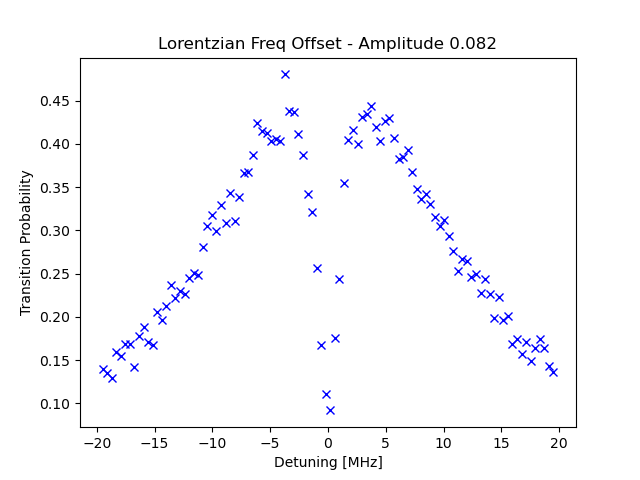 Lorentzian Freq Offset - Amplitude 0.082
Transition Probability
0.45
0.40
0.35
0.30
0.25
0.20
0.15
0.10
−20 −15 −10 −5 0 5 10 15 20
Detuning [MHz]